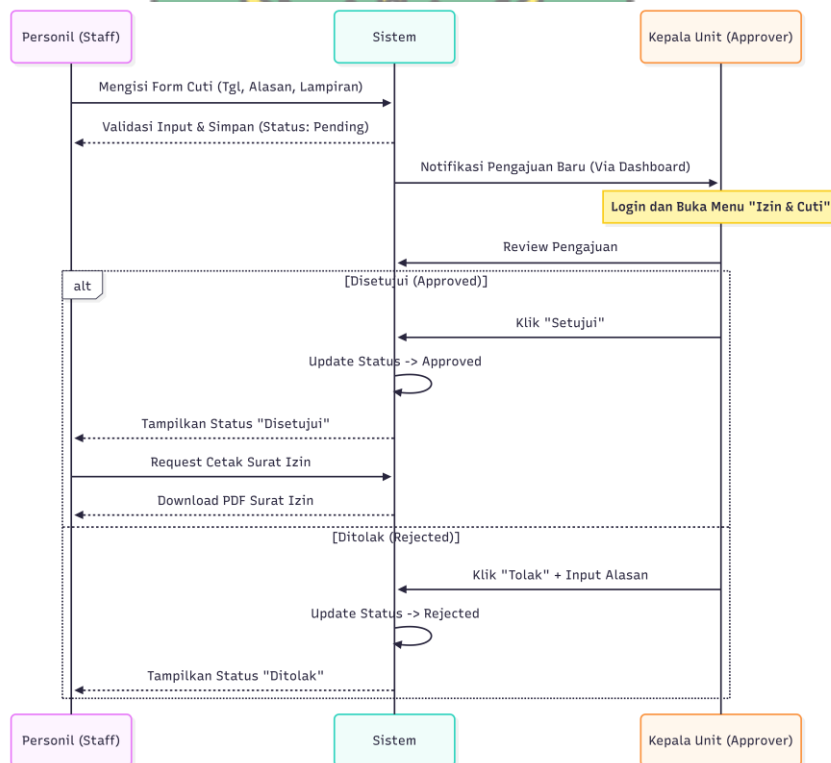 Personil (Staff)
Sistem
Kepala Unit (Approver)
Mengisi Form Cuti (Tgl, Alasan, Lampiran)
Validasi Input & Simpan (Status: Pending)
Notifikasi Pengajuan Baru (Via Dashboard)
Login dan Buka Menu "Izin & Cuti"
Review Pengajuan
alt
[Disetujui (Approved)]
Klik "Setujui"
Update Status -> Approved
Tampilkan Status "Disetujui"
Request Cetak Surat Izin
Download PDF Surat Izin
[Ditolak (Rejected)]
Klik "Tolak" + Input Alasan
Update Status -> Rejected
Tampilkan Status "Ditolak"
Personil (Staff)
Sistem
Kepala Unit (Approver)